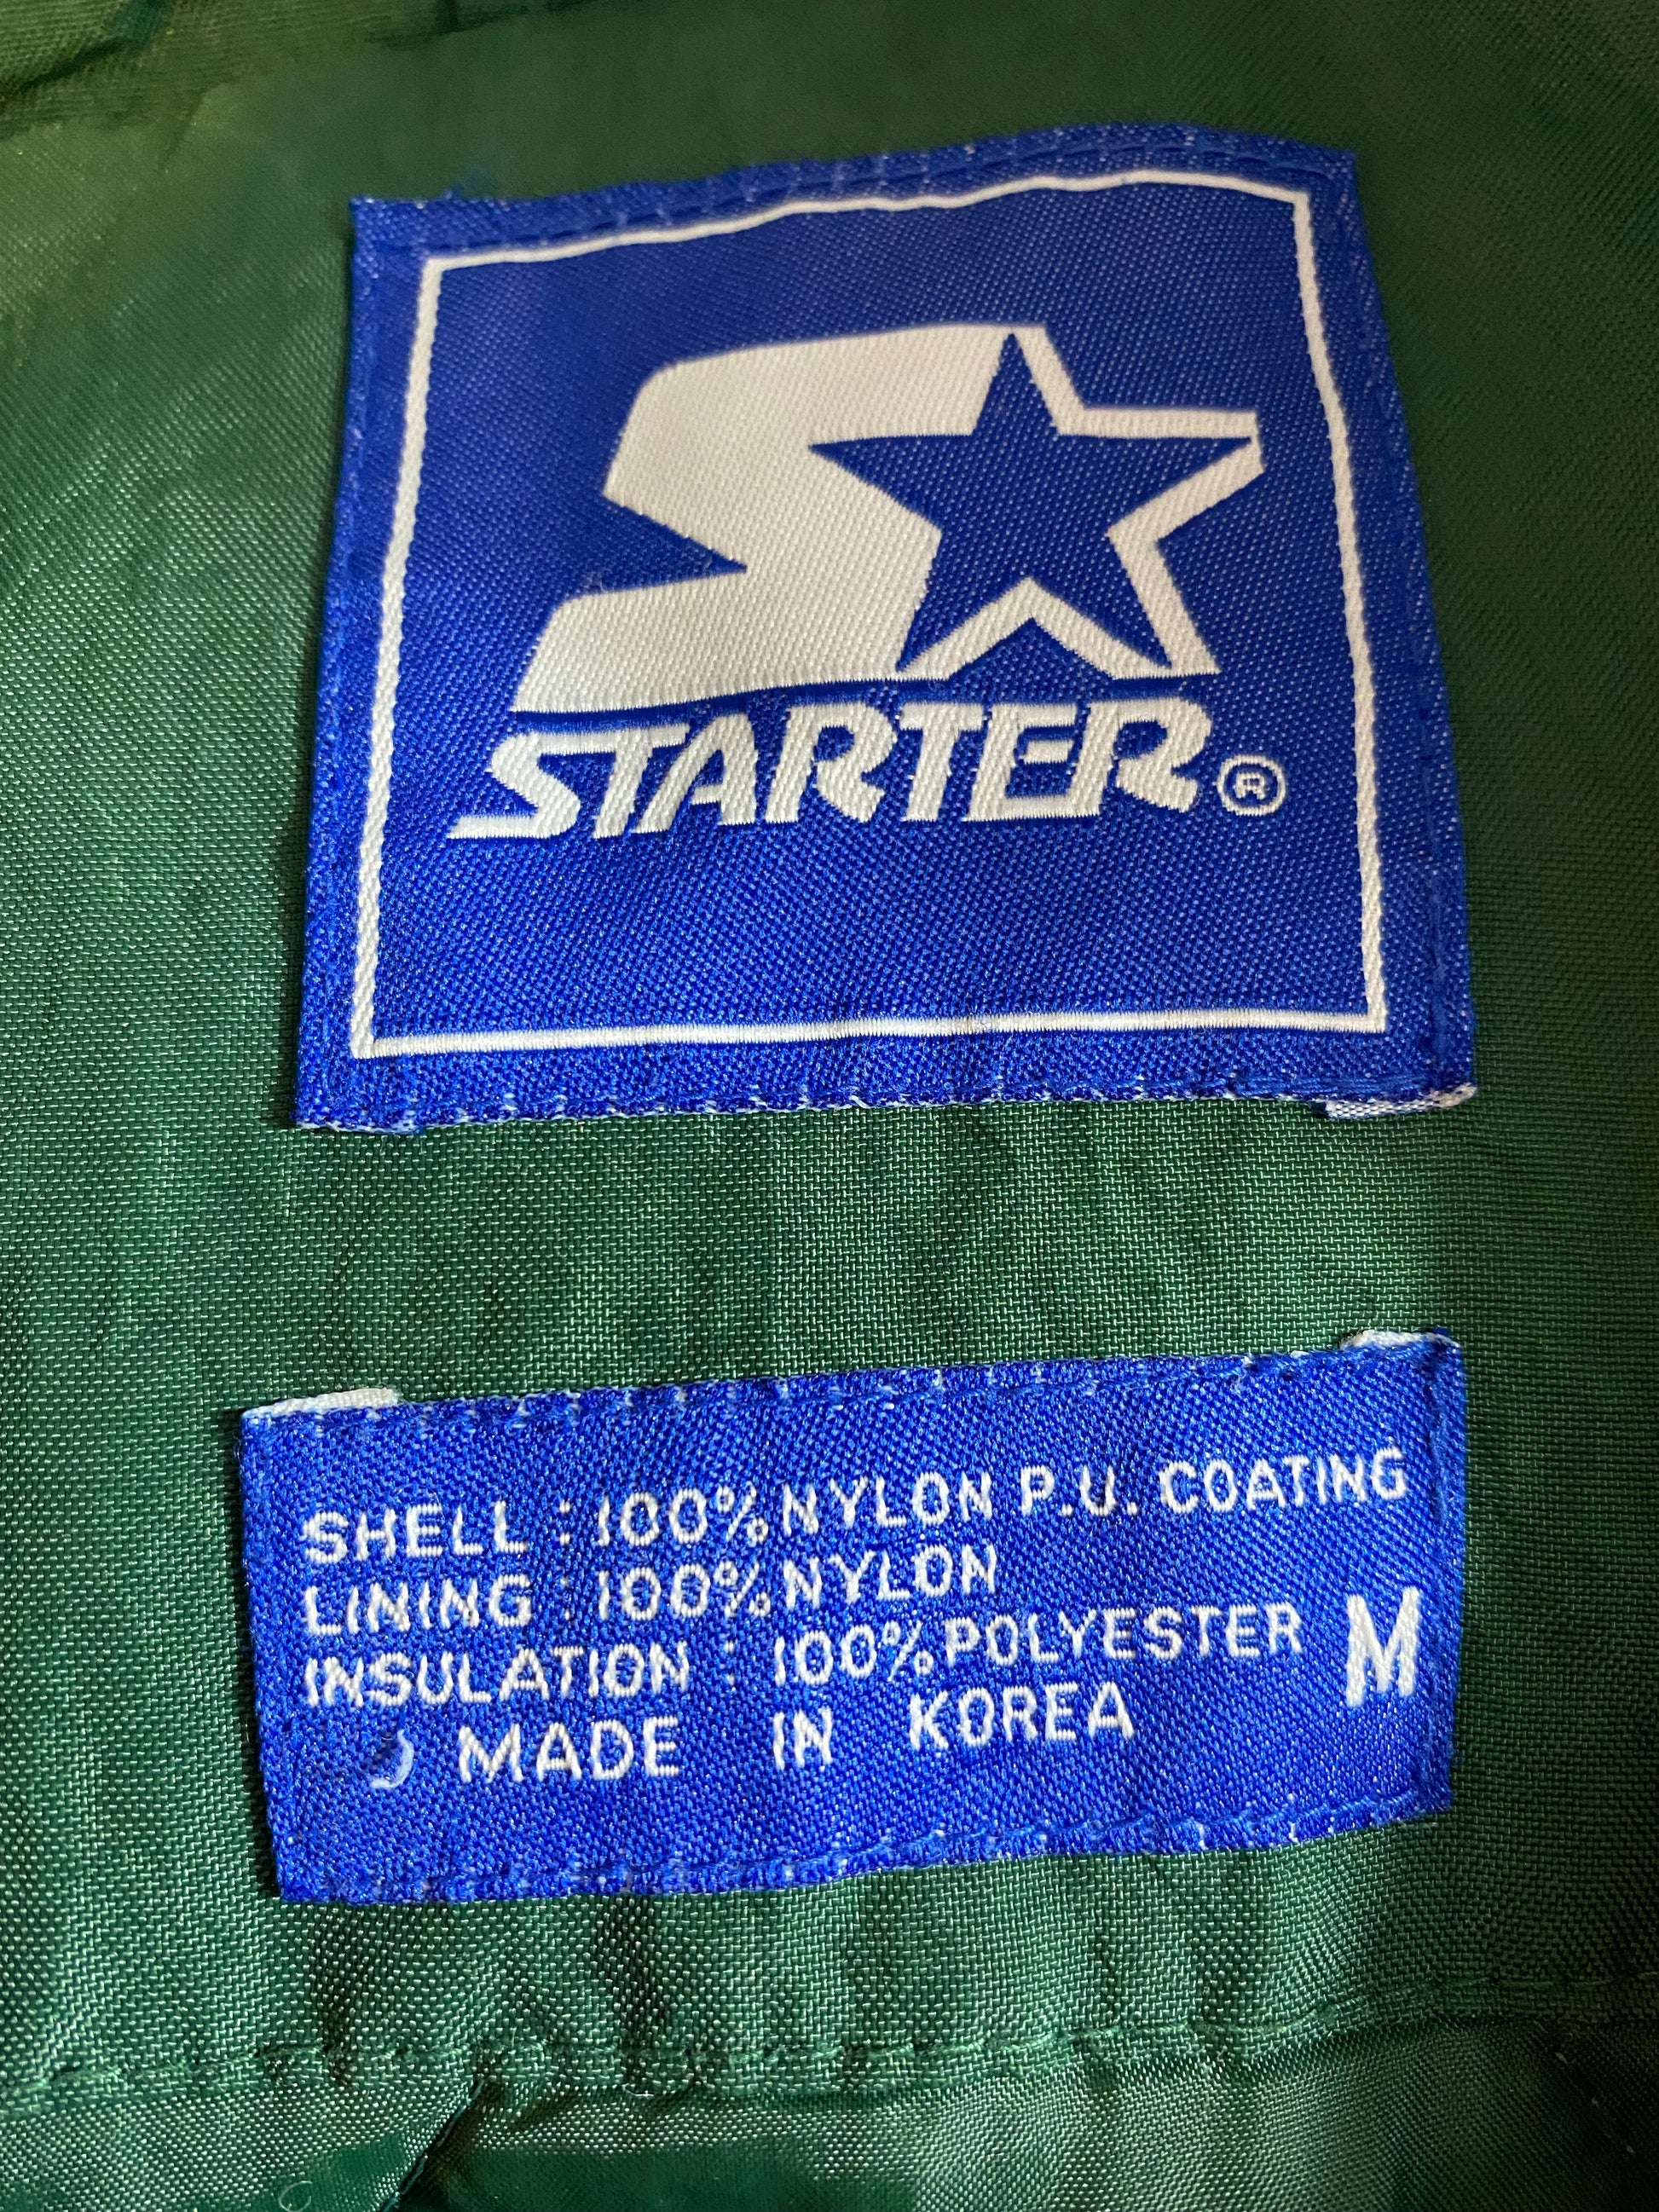 STARTER®
SHELL : 100% NYLON P.U. COATING
LINING : 100% NYLON
INSULATION : 100% POLYESTER
M
MADE IN KOREA